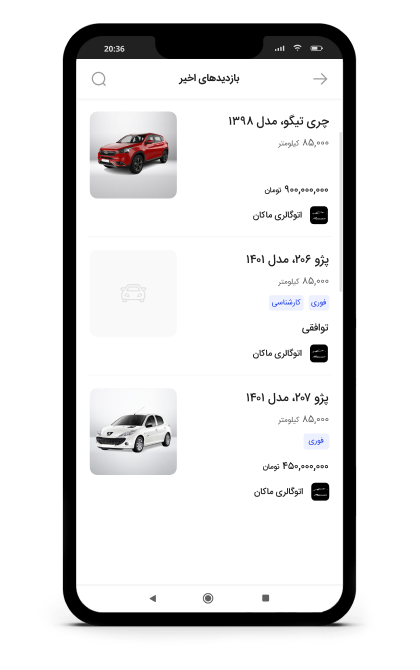 20:36
بازدیدهای اخیر
چری تیگو، مدل ۱۳۹۸
۸۵,۰۰۰ کیلومتر
۹۰۰,۰۰۰,۰۰۰ تومان
اتوگالری ماکان
پژو ۲۰۶، مدل ۱۴۰۱
۸۵,۰۰۰ کیلومتر
فوری کارشناسی
توافقی
اتوگالری ماکان
پژو ۲۰۷، مدل ۱۴۰۱
۸۵,۰۰۰ کیلومتر
فوری
۴۵۰,۰۰۰,۰۰۰ تومان
اتوگالری ماکان